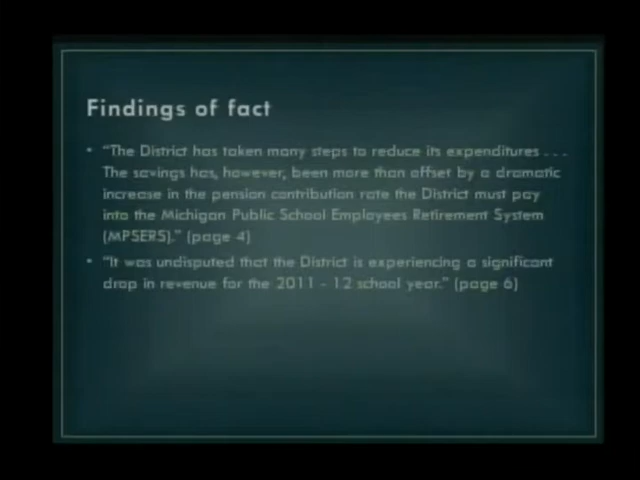 Findings of fact
• "The District has taken many steps to reduce its expenditures . . .
The savings has, however, been more than offset by a dramatic
increase in the pension contribution rate the District must pay
into the Michigan Public School Employees Retirement System
(MPSERS)." (page 4)
• "It was undisputed that the District is experiencing a significant
drop in revenue for the 2011 - 12 school year." (page 6)